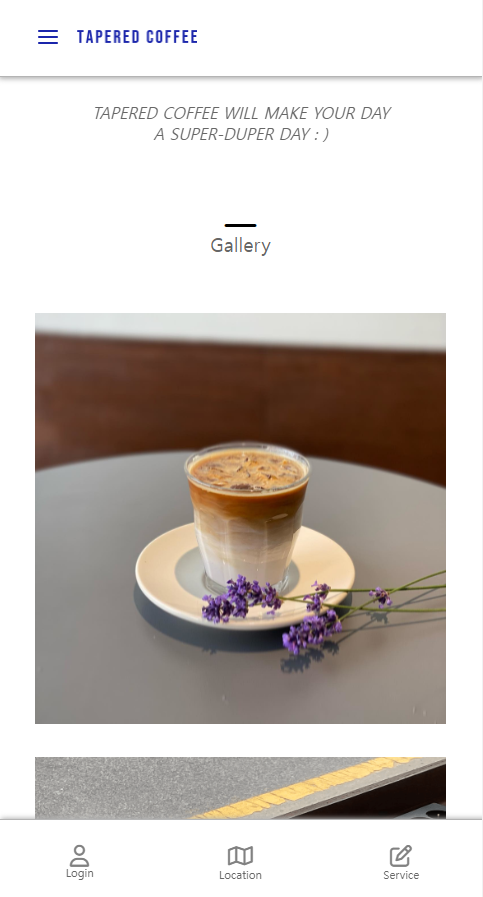 TAPERED COFFEE
TAPERED COFFEE WILL MAKE YOUR DAY
A SUPER-DUPER DAY : )
Gallery
Login
Location
Service